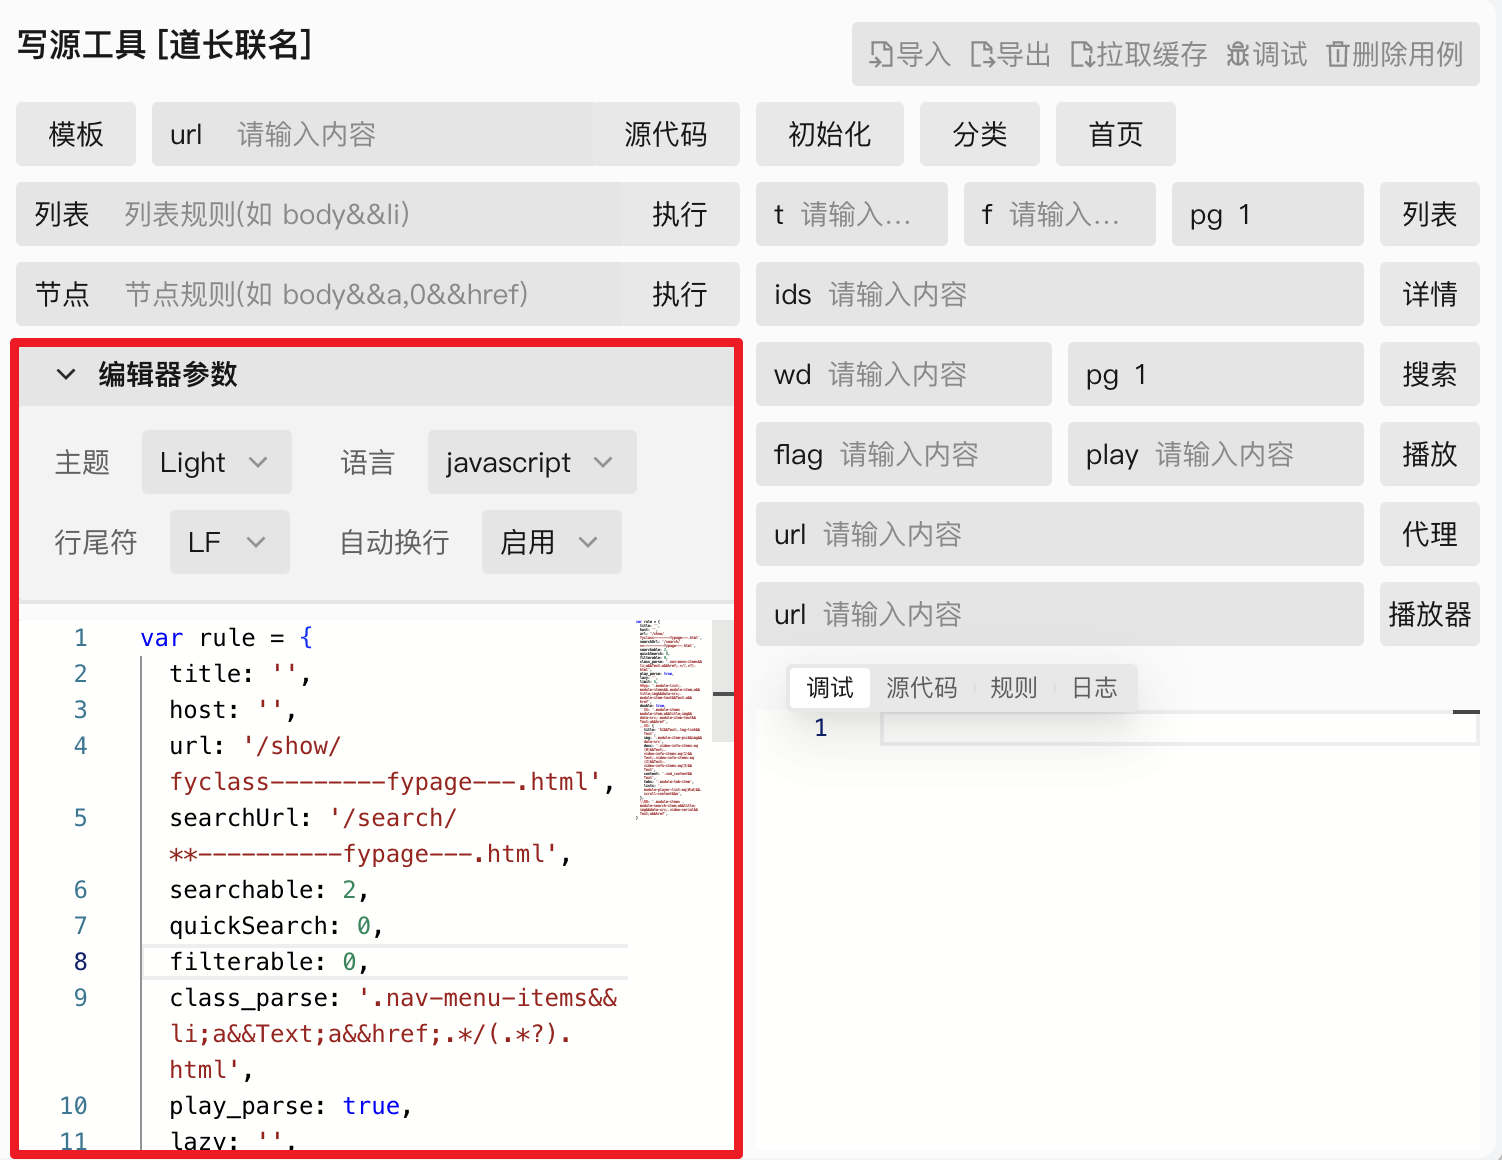 写源工具 [道长联名]
导入 导出 拉取缓存 调试 删除用例
模板 url 请输入内容 源代码 初始化 分类 首页
列表 列表规则(如 body&&li) 执行 t 请输入... f 请输入... pg 1 列表
节点 节点规则(如 body&&a,0&&href) 执行 ids 请输入内容 详情
编辑器参数
wd 请输入内容 pg 1 搜索
主题 Light 语言 javascript
flag 请输入内容 play 请输入内容 播放
行尾符 LF 自动换行 启用
url 请输入内容 代理
url 请输入内容 播放器
调试 源代码 规则 日志
1
1 var rule = {
2 title: '',
3 host: '',
4 url: '/show/
fyclass--------fypage---.html',
5 searchUrl: '/search/
**----------fypage---.html',
6 searchable: 2,
7 quickSearch: 0,
8 filterable: 0,
9 class_parse: '.nav-menu-items&&
li;a&&Text;a&&href;.*/(.*?).
html',
10 play_parse: true,
11 lazy: '',